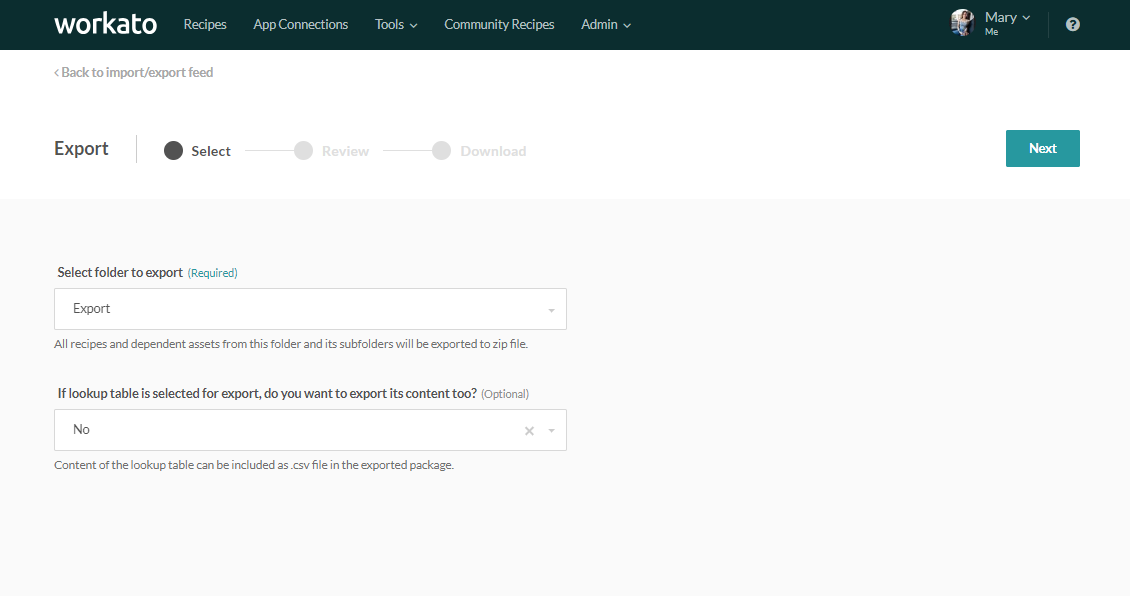 workato Recipes App Connections Tools Community Recipes Admin Mary
Me
Back to import/export feed
Export Select Review Download Next
Select folder to export (Required)
Export
All recipes and dependent assets from this folder and its subfolders will be exported to zip file.
If lookup table is selected for export, do you want to export its content too? (Optional)
No
Content of the lookup table can be included as .csv file in the exported package.